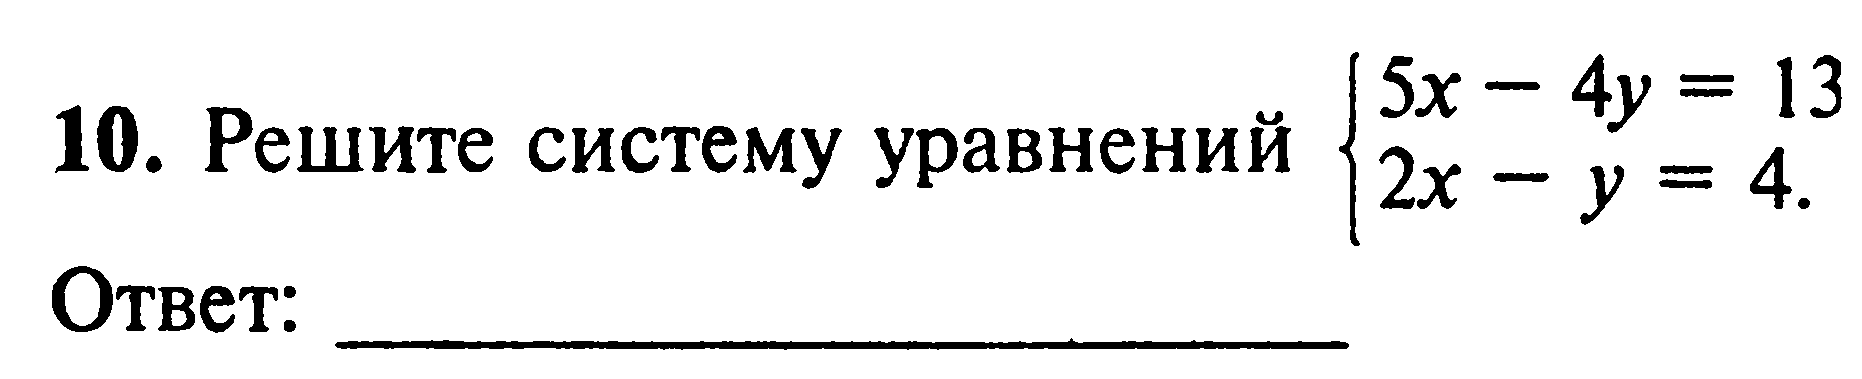 10. Решите систему уравнений { 5x − 4y = 13
2x − y = 4.
Ответ: